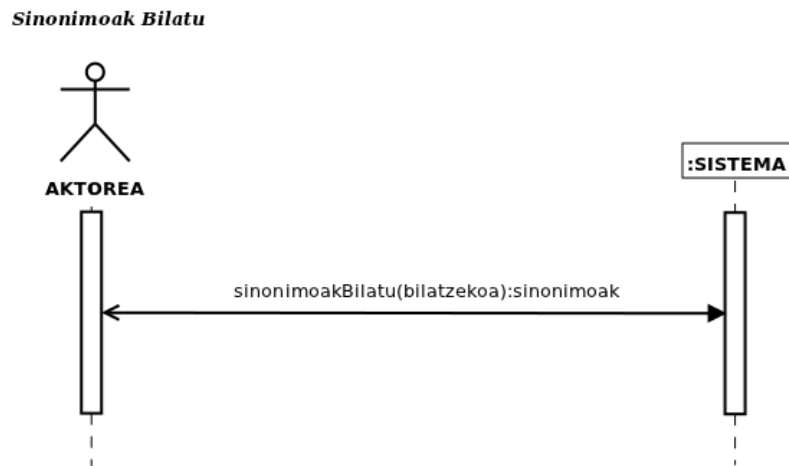 Sinonimoak Bilatu
AKTOREA
:SISTEMA
sinonimoakBilatu(bilatzekoa):sinonimoak